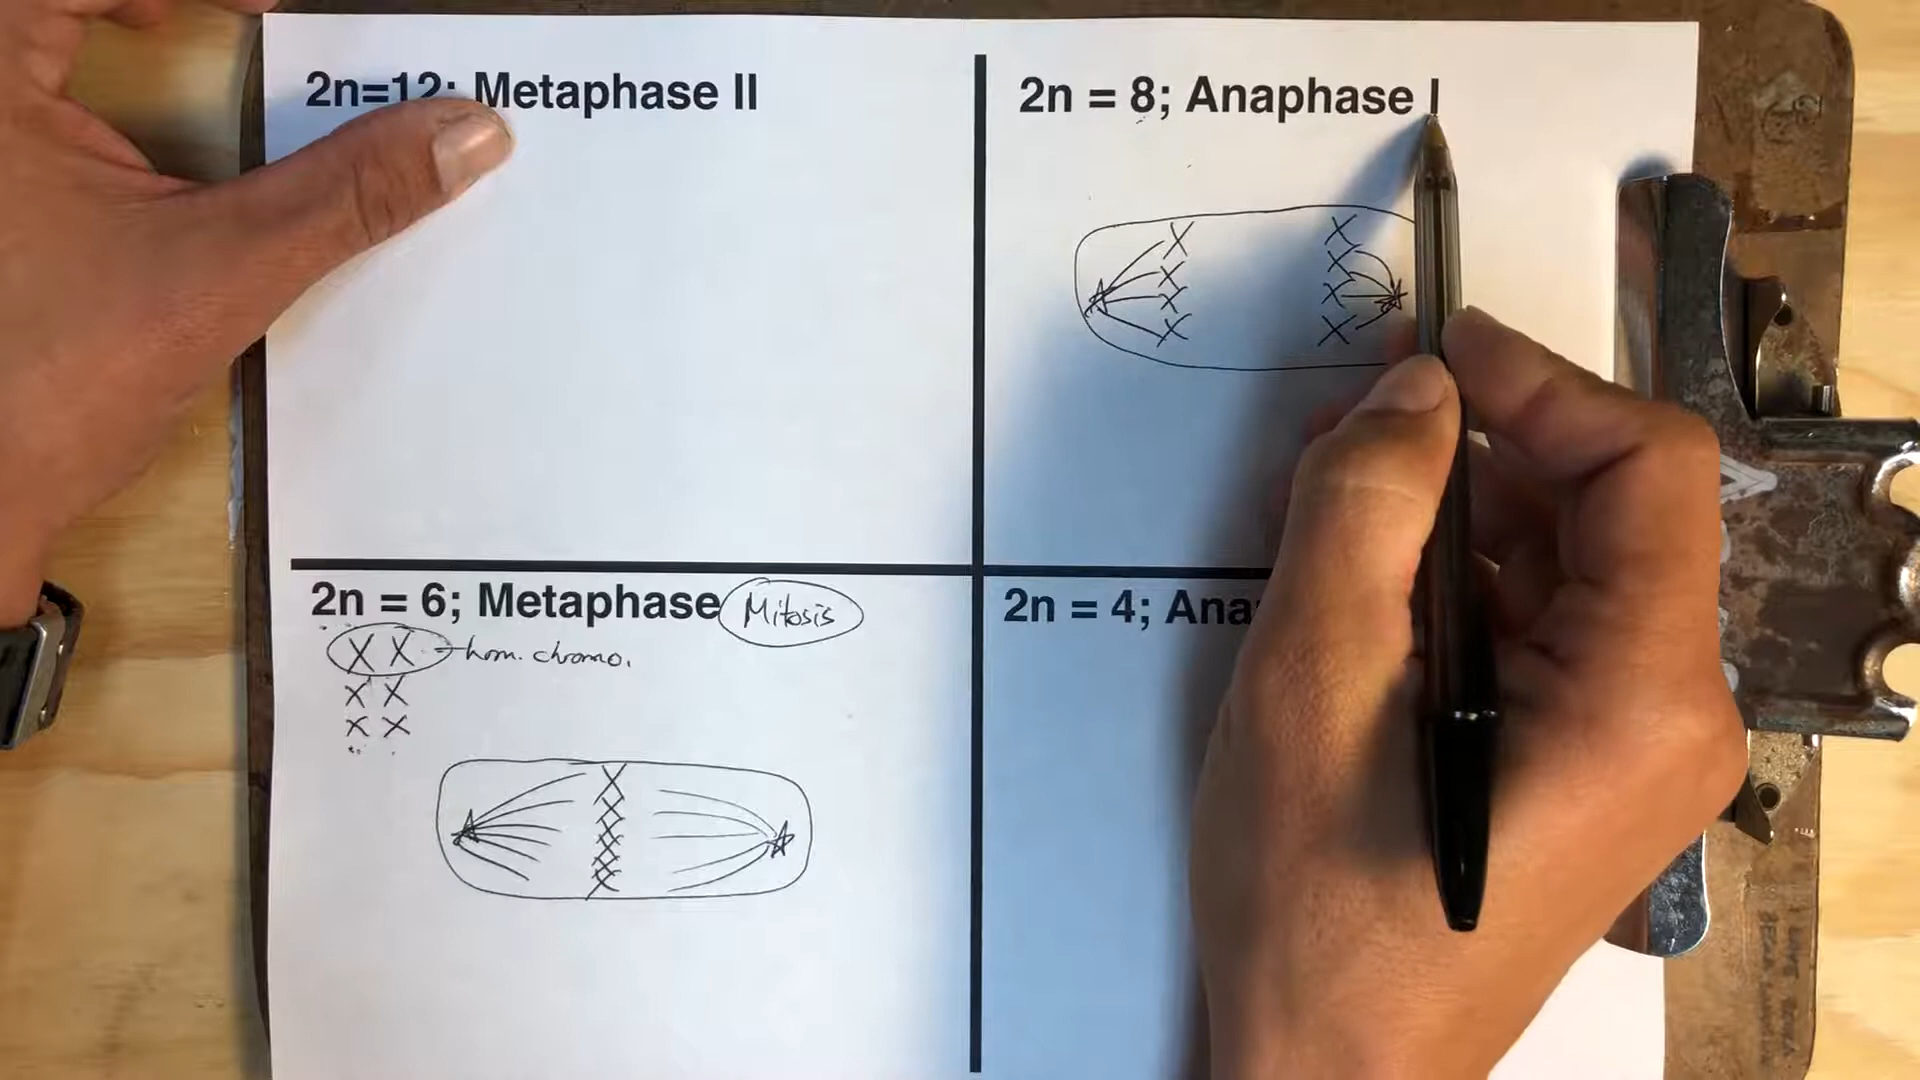 2n=12; Metaphase II
2n = 8; Anaphase I
2n = 6; Metaphase Mitosis
hom. chromo.
2n = 4; Ana